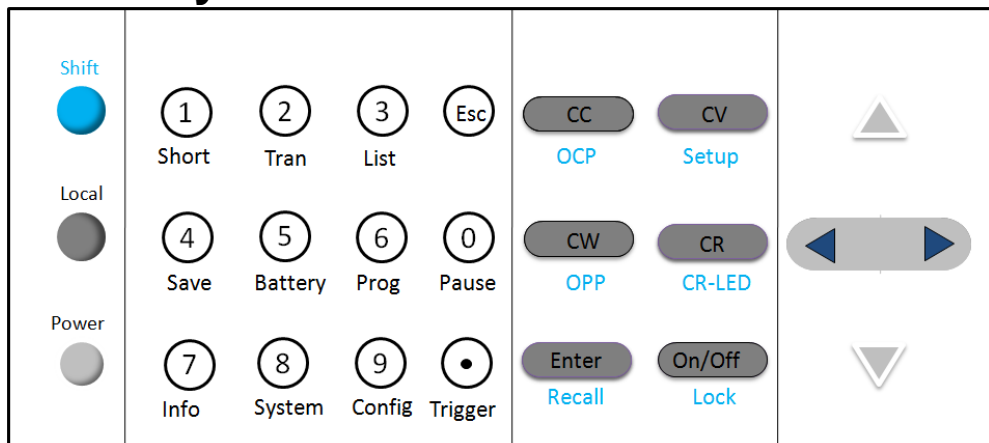 Shift
1 2 3 Esc CC CV
Short Tran List OCP Setup
Local
4 5 6 0 CW CR
Save Battery Prog Pause OPP CR-LED
Power
7 8 9 Enter On/Off
Info System Config Trigger Recall Lock